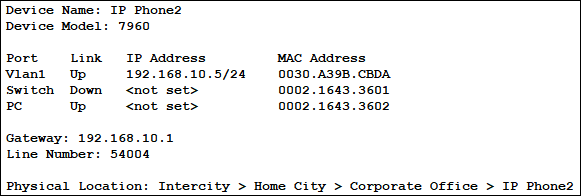 Device Name: IP Phone2
Device Model: 7960
Port Link IP Address MAC Address
Vlan1 Up 192.168.10.5/24 0030.A39B.CBDA
Switch Down <not set> 0002.1643.3601
PC Up <not set> 0002.1643.3602
Gateway: 192.168.10.1
Line Number: 54004
Physical Location: Intercity > Home City > Corporate Office > IP Phone2